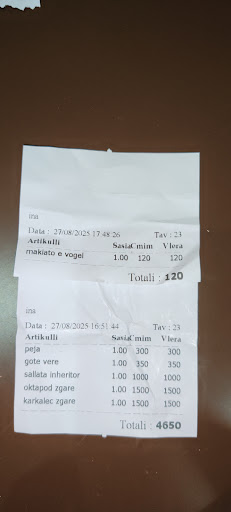 ina
Data : 27/08/2025 17 48 26 Tav : 23
Artikulli SasiaCmim Vlera
makiato e vogel 1.00 120 120
Totali : 120
ina
Data : 27/08/2025 16:51 44 Tav : 23
Artikulli SasiaCmim Vlera
peja 1.00 300 300
gote vere 1.00 350 350
sallata inheritor 1.00 1000 1000
oktapod zgare 1.00 1500 1500
karkalec zgare 1.00 1500 1500
Totali : 4650